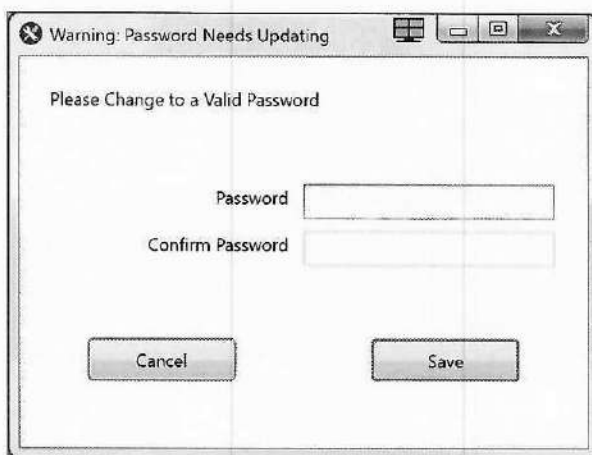 Warning: Password Needs Updating
Please Change to a Valid Password
Password
Confirm Password
Cancel
Save